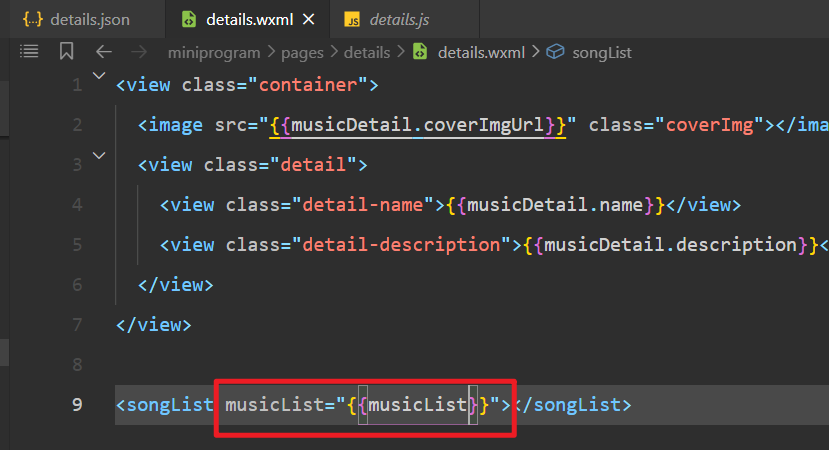 {..} details.json details.wxml × JS details.js
miniprogram > pages > details > details.wxml > songList
1 <view class="container">
2 <image src="{{musicDetail.coverImgUrl}}" class="coverImg"></ima
3 <view class="detail">
4 <view class="detail-name">{{musicDetail.name}}</view>
5 <view class="detail-description">{{musicDetail.description}}<
6 </view>
7 </view>
8
9 <songList musicList="{{musicList}}"></songList>